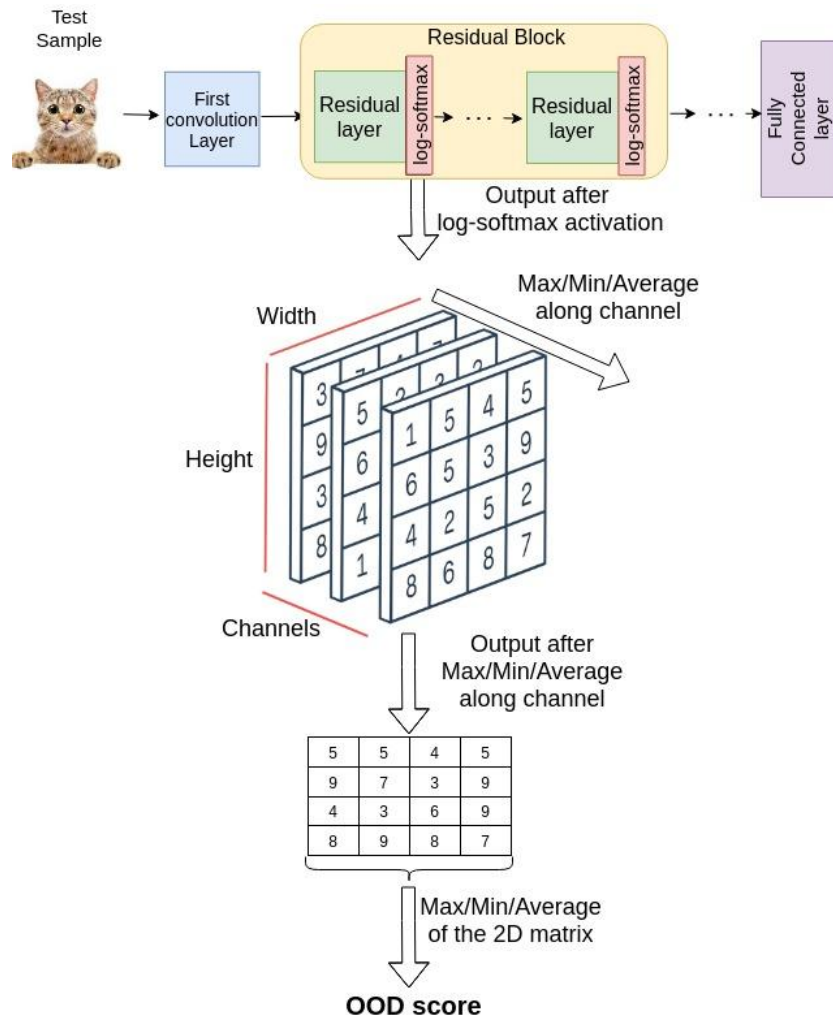 Test
Sample
First
convolution
Layer
Residual Block
Residual
layer
log-softmax
. . .
Residual
layer
log-softmax
. . .
Fully
Connected
layer
Output after
log-softmax activation
Max/Min/Average
along channel
Width
Height
Channels
3
9
3
8
5
6
4
1
1 5 4 5
6 5 3 9
4 2 5 2
8 6 8 7
Output after
Max/Min/Average
along channel
5 5 4 5
9 7 3 9
4 3 6 9
8 9 8 7
Max/Min/Average
of the 2D matrix
OOD score